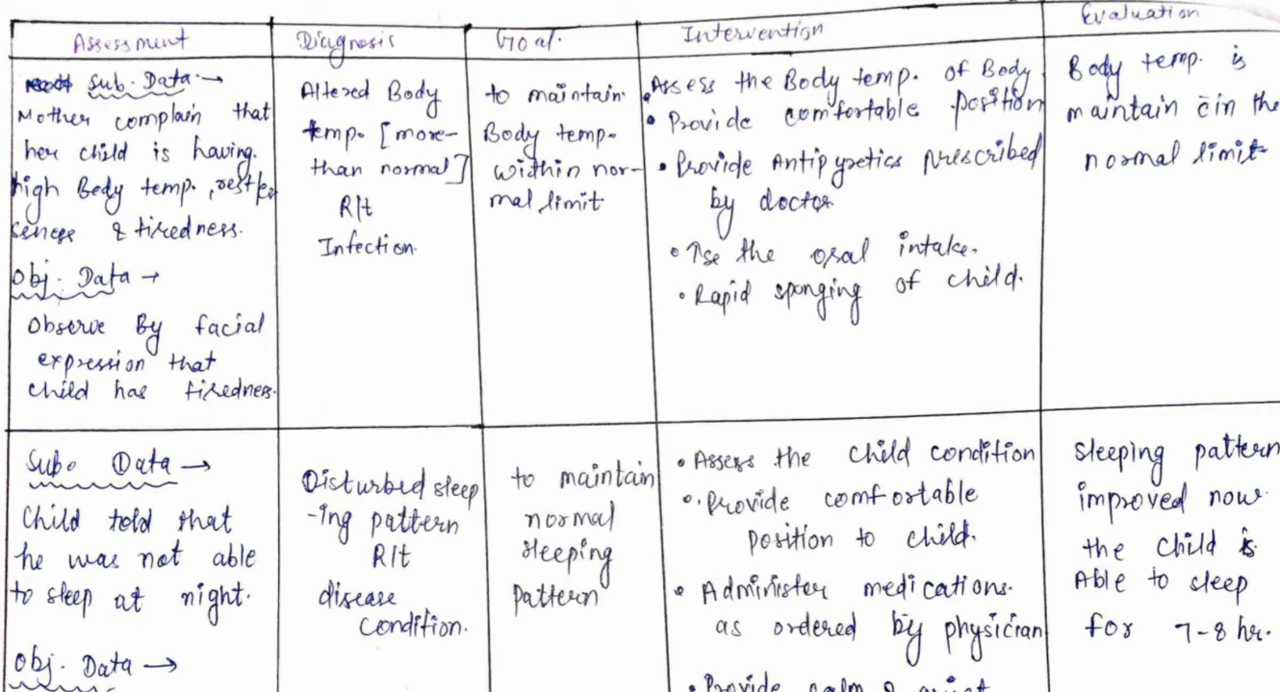 Assessment
Diagnosis
Goal.
Intervention
Evaluation
Sub. Data →
Mother complain that
her child is having.
high Body temp.,
& tiredness.
Obj. Data →
Observe By facial
expression that
child has tiredness.
Altered Body
temp. [more-
than normal]
R/t
Infection.
to maintain.
Body temp-
within nor-
mal limit
• Assess the Body temp. of Body.
• Provide comfortable position
• Provide Antipyretics prescribed
by doctor
• the oral intake.
• Rapid sponging of child.
Body temp. is
maintain c̄in the
normal limit-
Sub. Data →
Child told that
he was not able
to sleep at night.
Obj. Data →
Disturbed sleep
-ing pattern
R/t
disease
condition.
to maintain
normal
sleeping
pattern
• Assess the child condition
• Provide comfortable
position to child.
• Administer medications.
as ordered by physician
• Provide calm & quiet
Sleeping pattern
improved now
the child is
Able to sleep
for 7-8 hr.